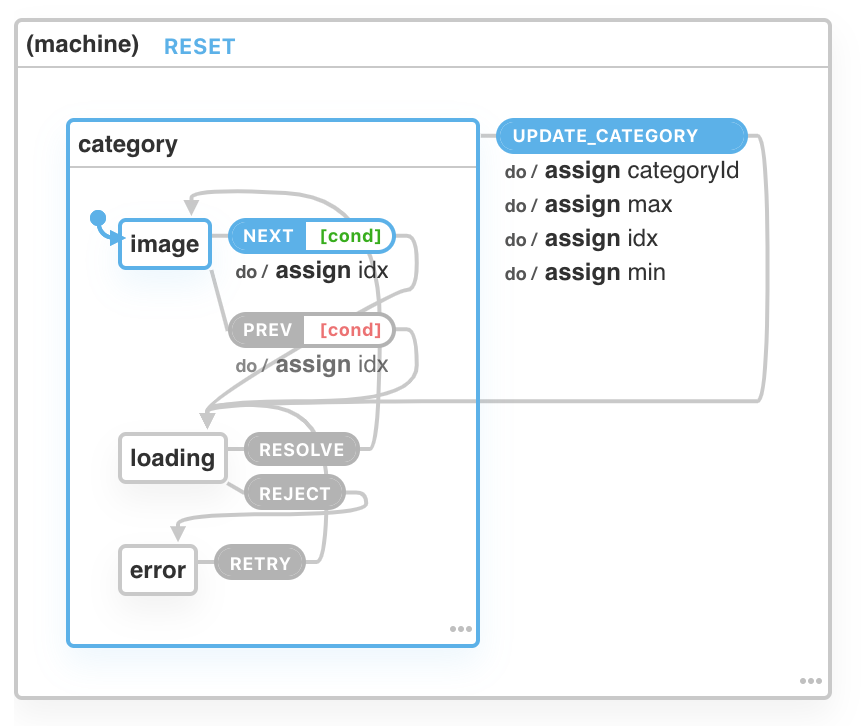 (machine) RESET
category
UPDATE_CATEGORY
do / assign categoryId
do / assign max
do / assign idx
do / assign min
image
NEXT [cond]
do / assign idx
PREV [cond]
do / assign idx
loading
RESOLVE
REJECT
error
RETRY